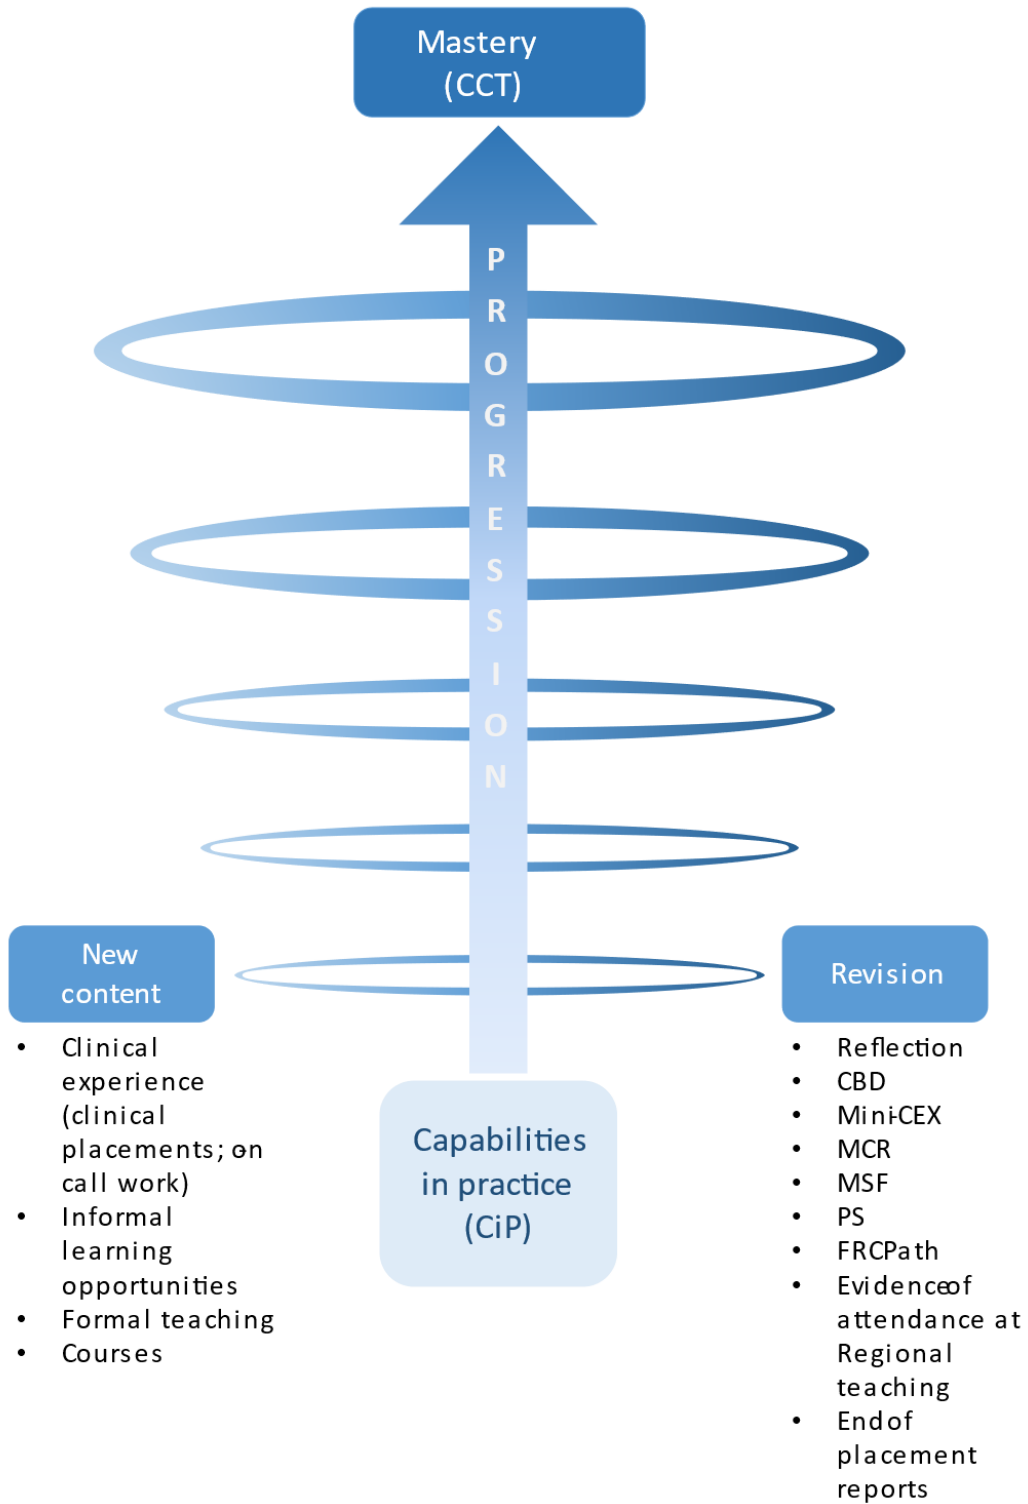 Mastery
(CCT)
PROGRESSION
New
content
• Clinical
experience
(clinical
placements; on-
call work)
• Informal
learning
opportunities
• Formal teaching
• Courses
Capabilities
in practice
(CiP)
Revision
• Reflection
• CBD
• Mini-CEX
• MCR
• MSF
• PS
• FRCPath
• Evidence of
attendance at
Regional
teaching
• End of
placement
reports